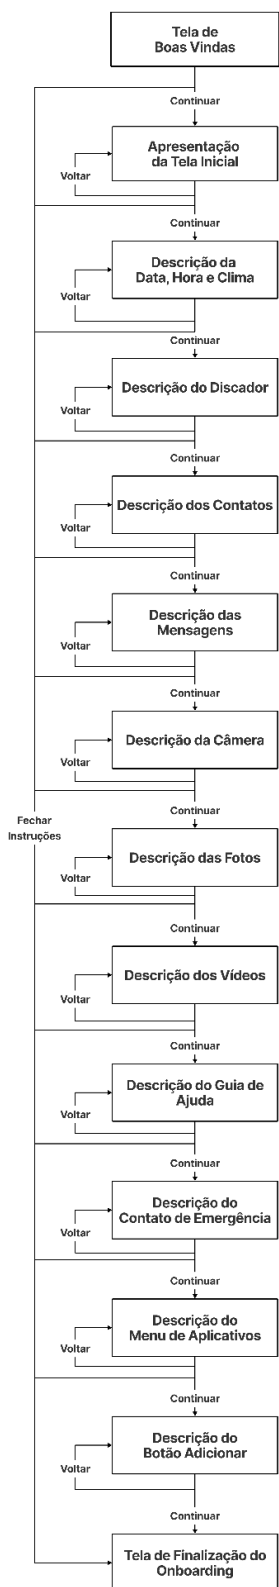 Tela de
Boas Vindas
Continuar
Apresentação
da Tela Inicial
Voltar
Continuar
Descrição da
Data, Hora e Clima
Voltar
Continuar
Descrição do Discador
Voltar
Continuar
Descrição dos Contatos
Voltar
Continuar
Descrição das
Mensagens
Voltar
Continuar
Descrição da Câmera
Voltar
Continuar
Fechar
Instruções
Descrição das Fotos
Voltar
Continuar
Descrição dos Vídeos
Voltar
Continuar
Descrição do Guia de
Ajuda
Voltar
Continuar
Descrição do
Contato de Emergência
Voltar
Continuar
Descrição do
Menu de Aplicativos
Voltar
Continuar
Descrição do
Botão Adicionar
Voltar
Continuar
Tela de Finalização do
Onboarding